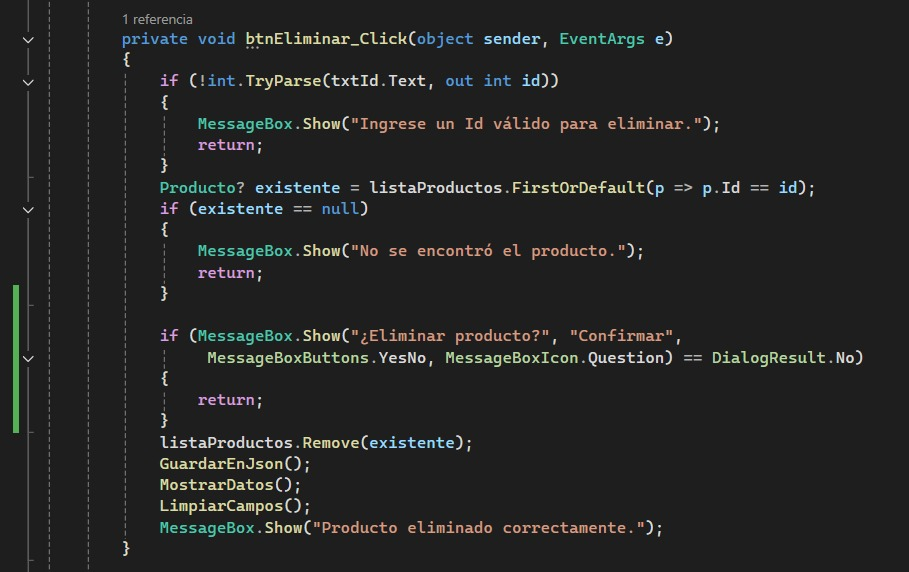 1 referencia
private void btnEliminar_Click(object sender, EventArgs e)
{
if (!int.TryParse(txtId.Text, out int id))
{
MessageBox.Show("Ingrese un Id válido para eliminar.");
return;
}
Producto? existente = listaProductos.FirstOrDefault(p => p.Id == id);
if (existente == null)
{
MessageBox.Show("No se encontró el producto.");
return;
}
if (MessageBox.Show("¿Eliminar producto?", "Confirmar",
MessageBoxButtons.YesNo, MessageBoxIcon.Question) == DialogResult.No)
{
return;
}
listaProductos.Remove(existente);
GuardarEnJson();
MostrarDatos();
LimpiarCampos();
MessageBox.Show("Producto eliminado correctamente.");
}